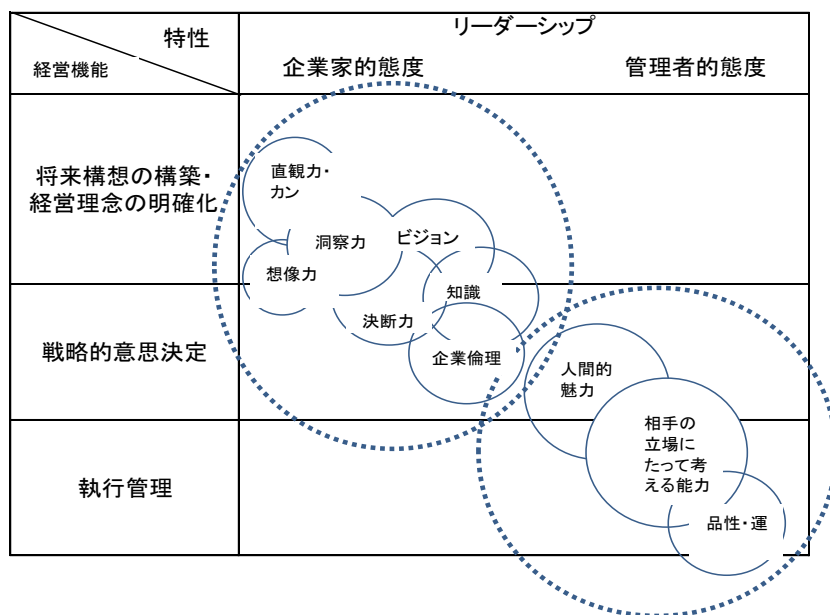 特性
リーダーシップ
経営機能
企業家的態度
管理者的態度
将来構想の構築・
経営理念の明確化
直観力・
カン
洞察力
ビジョン
想像力
知識
決断力
戦略的意思決定
企業倫理
人間的
魅力
執行管理
相手の
立場に
たって考
える能力
品性・運